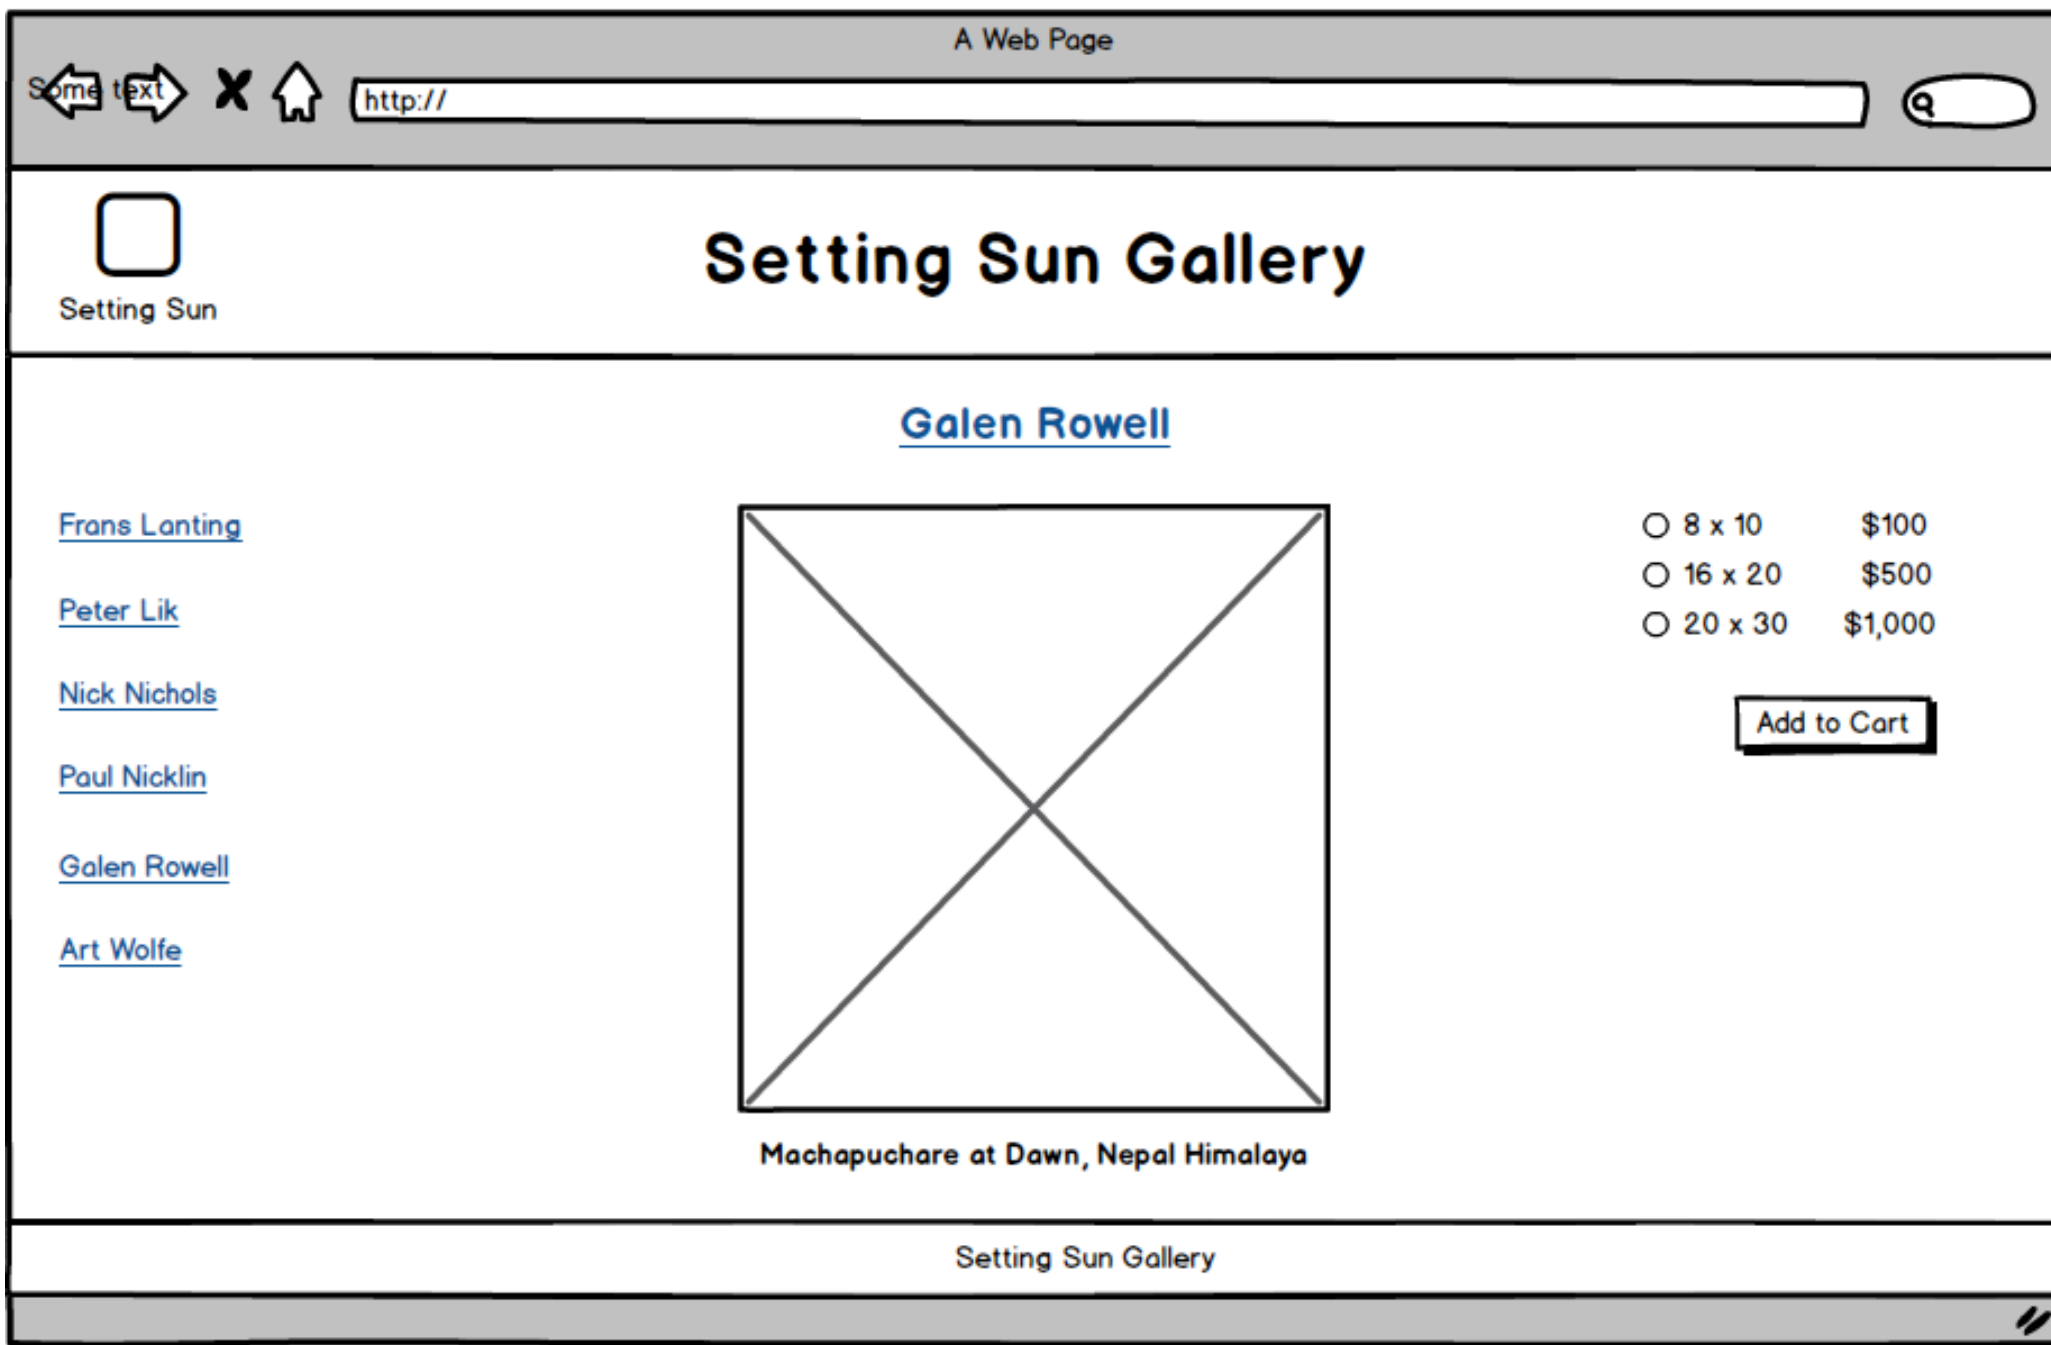 A Web Page
Some text
http://
Setting Sun
Setting Sun Gallery
Galen Rowell
Frans Lanting
Peter Lik
Nick Nichols
Paul Nicklin
Galen Rowell
Art Wolfe
8 x 10 $100
16 x 20 $500
20 x 30 $1,000
Add to Cart
Machapuchare at Dawn, Nepal Himalaya
Setting Sun Gallery